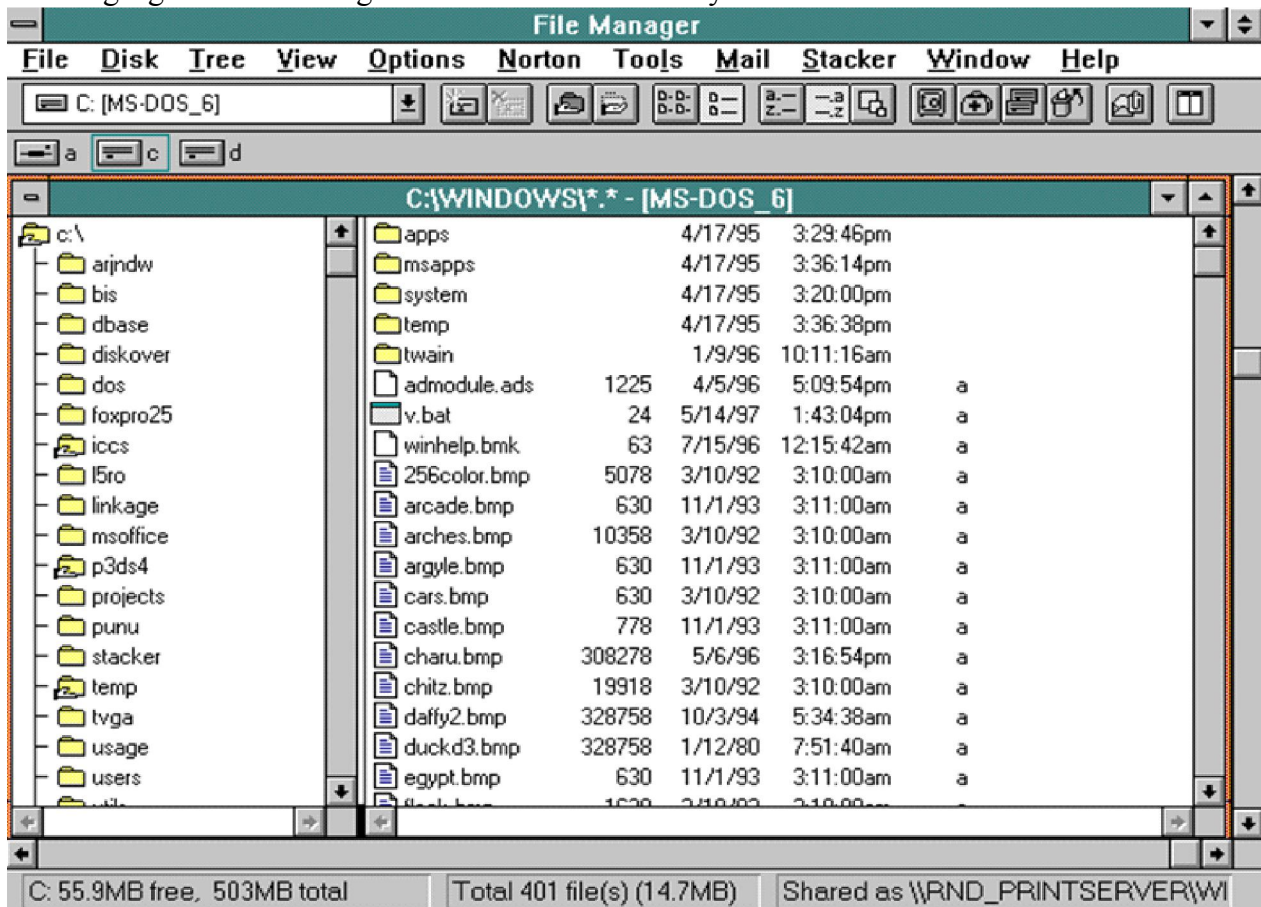 File Manager
File Disk Tree View Options Norton Tools Mail Stacker Window Help
C: [MS-DOS_6]
a c d
C:\WINDOWS\*.* - [MS-DOS_6]
c:\
arjndw
bis
dbase
diskover
dos
foxpro25
iccs
l5ro
linkage
msoffice
p3ds4
projects
punu
stacker
temp
tvga
usage
users
apps 4/17/95 3:29:46pm
msapps 4/17/95 3:36:14pm
system 4/17/95 3:20:00pm
temp 4/17/95 3:36:38pm
twain 1/9/96 10:11:16am
admodule.ads 1225 4/5/96 5:09:54pm a
v.bat 24 5/14/97 1:43:04pm a
winhelp.bmk 63 7/15/96 12:15:42am a
256color.bmp 5078 3/10/92 3:10:00am a
arcade.bmp 630 11/1/93 3:11:00am a
arches.bmp 10358 3/10/92 3:10:00am a
argyle.bmp 630 11/1/93 3:11:00am a
cars.bmp 630 3/10/92 3:10:00am a
castle.bmp 778 11/1/93 3:11:00am a
charu.bmp 308278 5/6/96 3:16:54pm a
chitz.bmp 19918 3/10/92 3:10:00am a
daffy2.bmp 328758 10/3/94 5:34:38am a
duckd3.bmp 328758 1/12/80 7:51:40am a
egypt.bmp 630 11/1/93 3:11:00am a
C: 55.9MB free, 503MB total Total 401 file(s) (14.7MB) Shared as \\RND_PRINTSERVER\WI